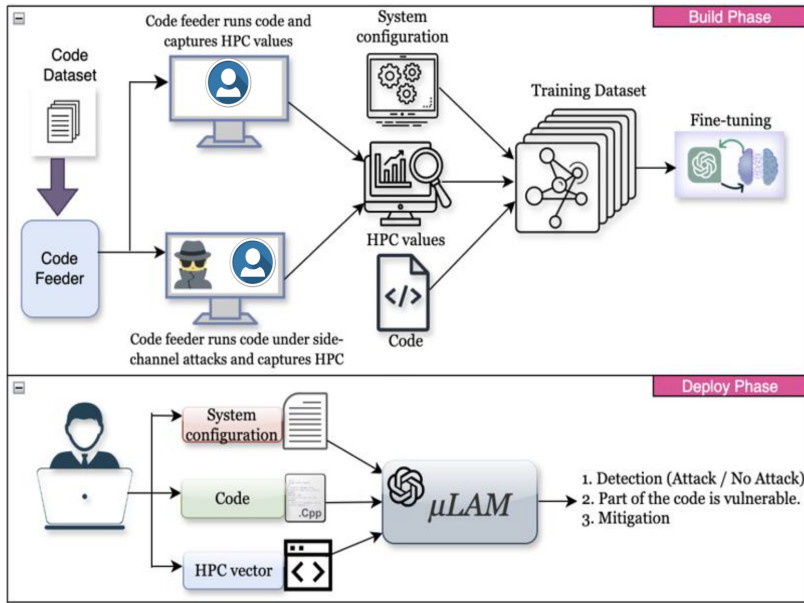 Build Phase
Code feeder runs code and
captures HPC values
System
configuration
Code
Dataset
Training Dataset
Fine-tuning
HPC values
Code
Feeder
Code
Code feeder runs code under side-
channel attacks and captures HPC
Deploy Phase
System
configuration
Code
.Cpp
HPC vector
μLAM
1. Detection (Attack / No Attack)
2. Part of the code is vulnerable.
3. Mitigation